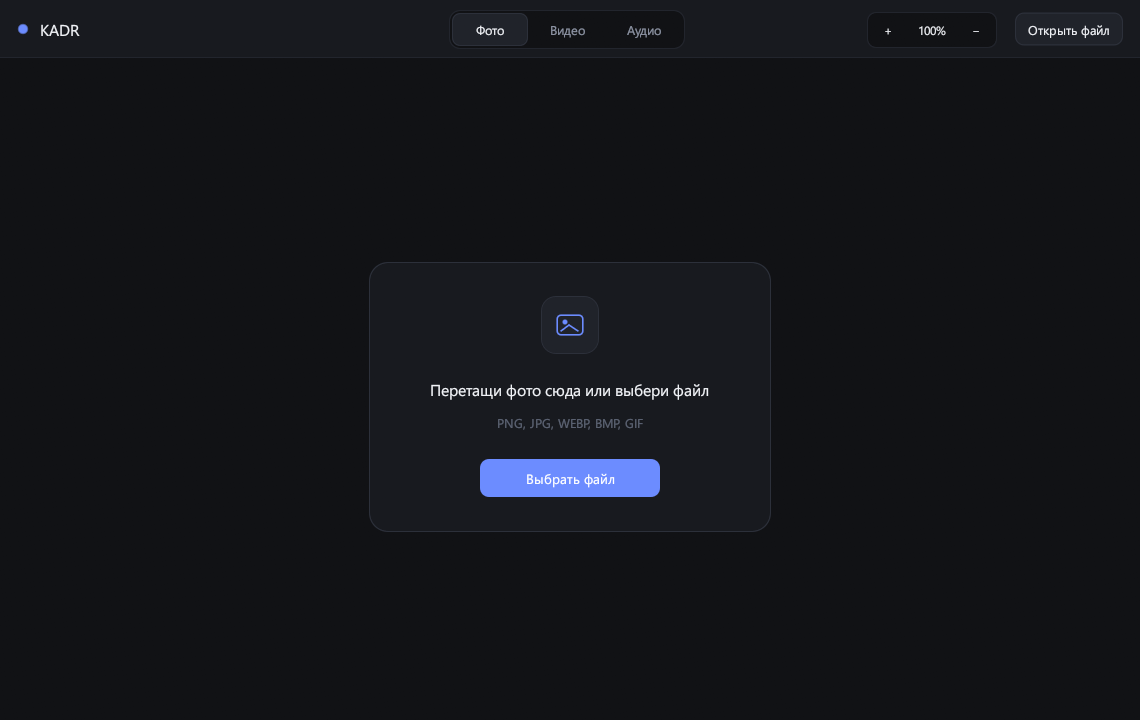 KADR
Фото Видео Аудио
+ 100% −
Открыть файл
Перетащи фото сюда или выбери файл
PNG, JPG, WEBP, BMP, GIF
Выбрать файл